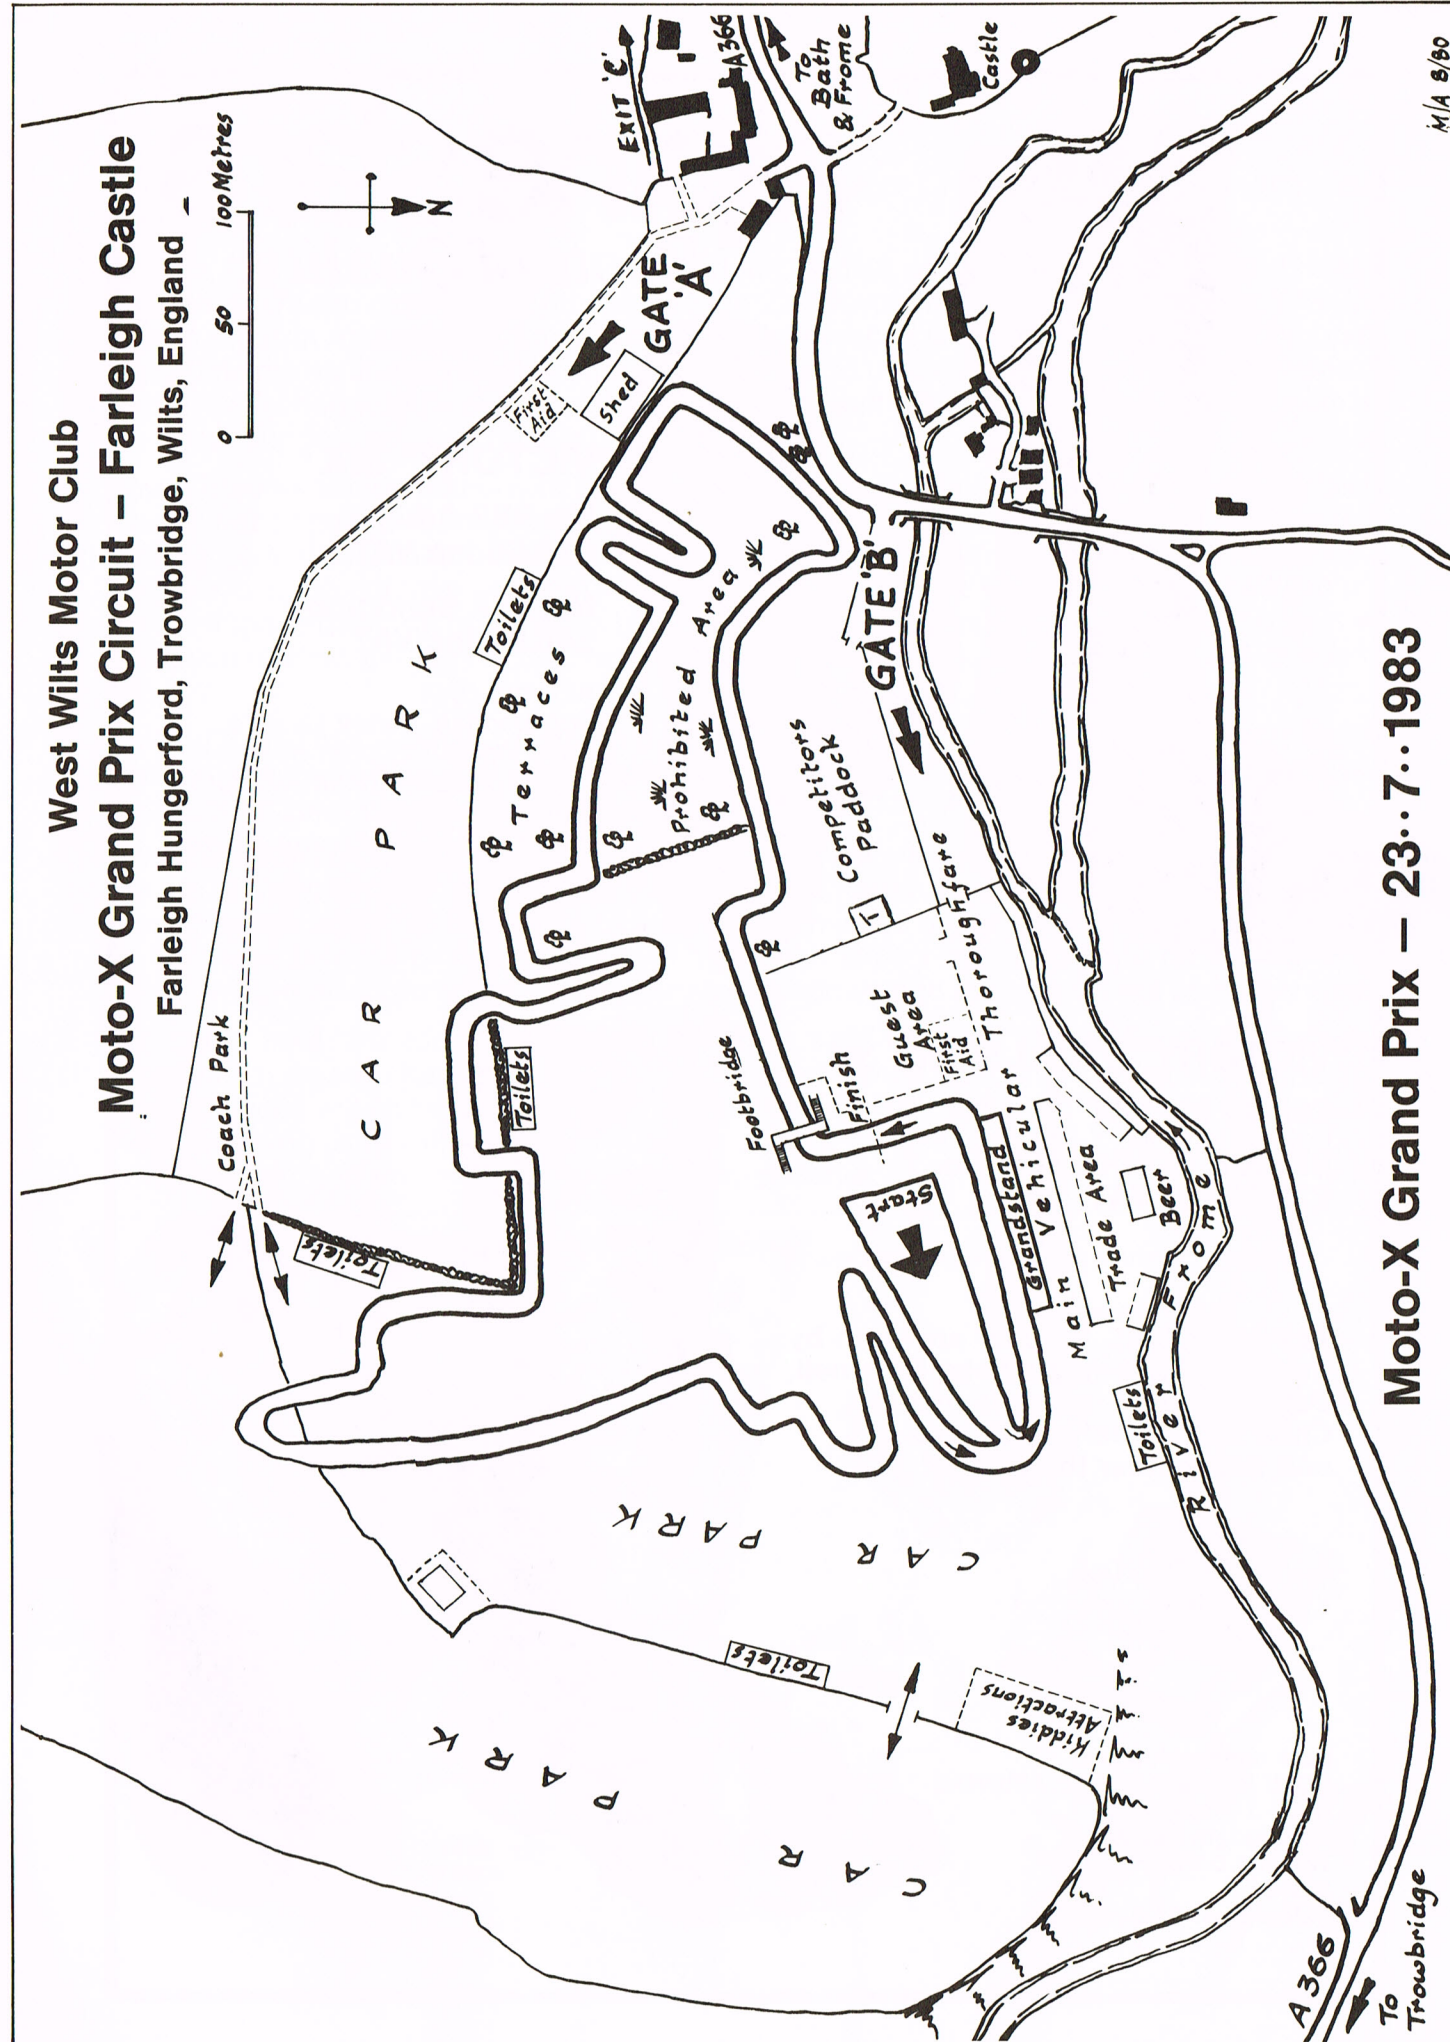 West Wilts Motor Club
Moto-X Grand Prix Circuit – Farleigh Castle
Farleigh Hungerford, Trowbridge, Wilts, England
0 50 100 Metres
N
Coach Park
Toilets
CAR PARK
First
Aid
Shed
GATE
'A'
EXIT 'C'
A366
To
Bath
& Frome
Castle
Toilets
Terraces
Toilets
Prohibited Area
Footbridge
Finish
Start
Guest
Area
First
Aid
T
Competitors
Paddock
GATE 'B'
Grandstand
Main Vehicular Thoroughfare
Trade Area
Beer
Toilets
River Frome
CAR PARK
Toilets
Kiddies
Attractions
CAR PARK
A366
To
Trowbridge
Moto-X Grand Prix – 23..7..1983
M/A 8/80